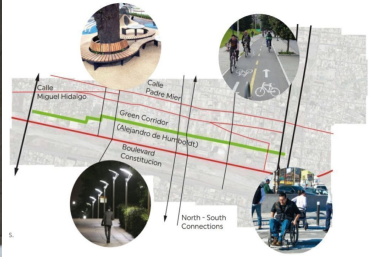 Calle
Miguel Hidalgo
Calle
Padre Mier
Green Corridor
(Alejandro de Humboldt)
Boulevard
Constitucion
North - South
Connections
5.